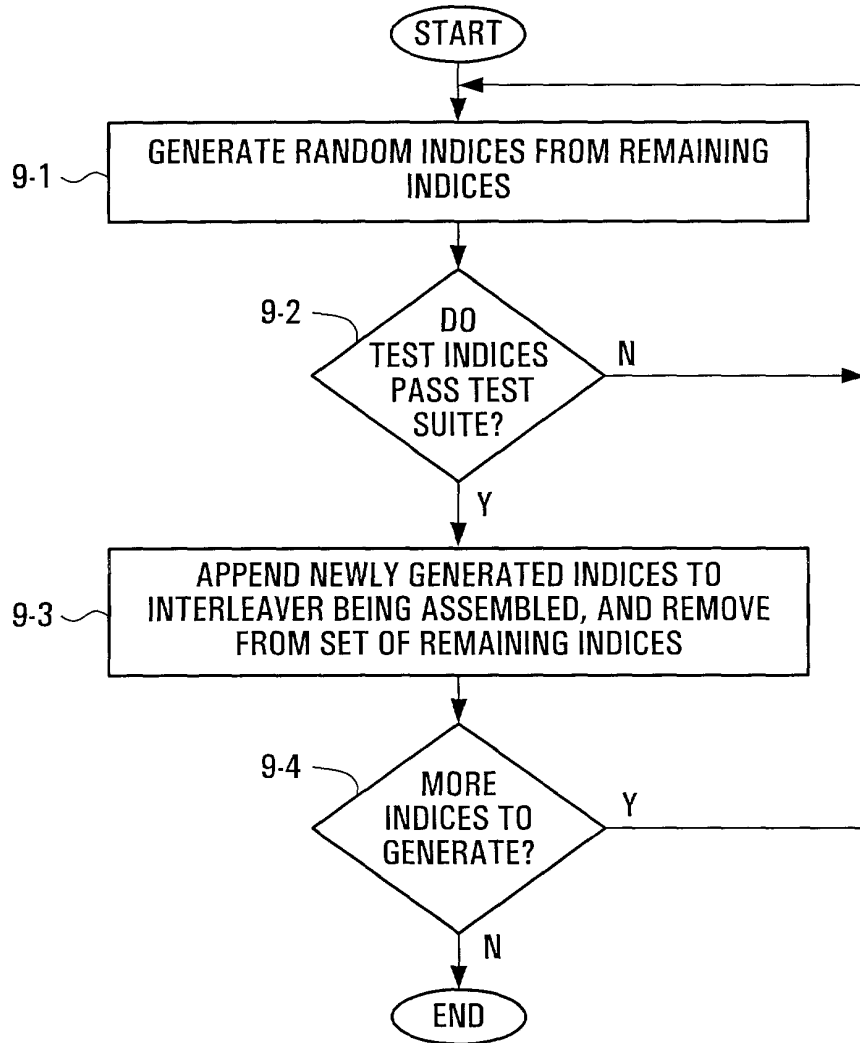 START
9-1
GENERATE RANDOM INDICES FROM REMAINING
INDICES
9-2
DO
TEST INDICES
PASS TEST
SUITE?
N
Y
9-3
APPEND NEWLY GENERATED INDICES TO
INTERLEAVER BEING ASSEMBLED, AND REMOVE
FROM SET OF REMAINING INDICES
9-4
MORE
INDICES TO
GENERATE?
Y
N
END